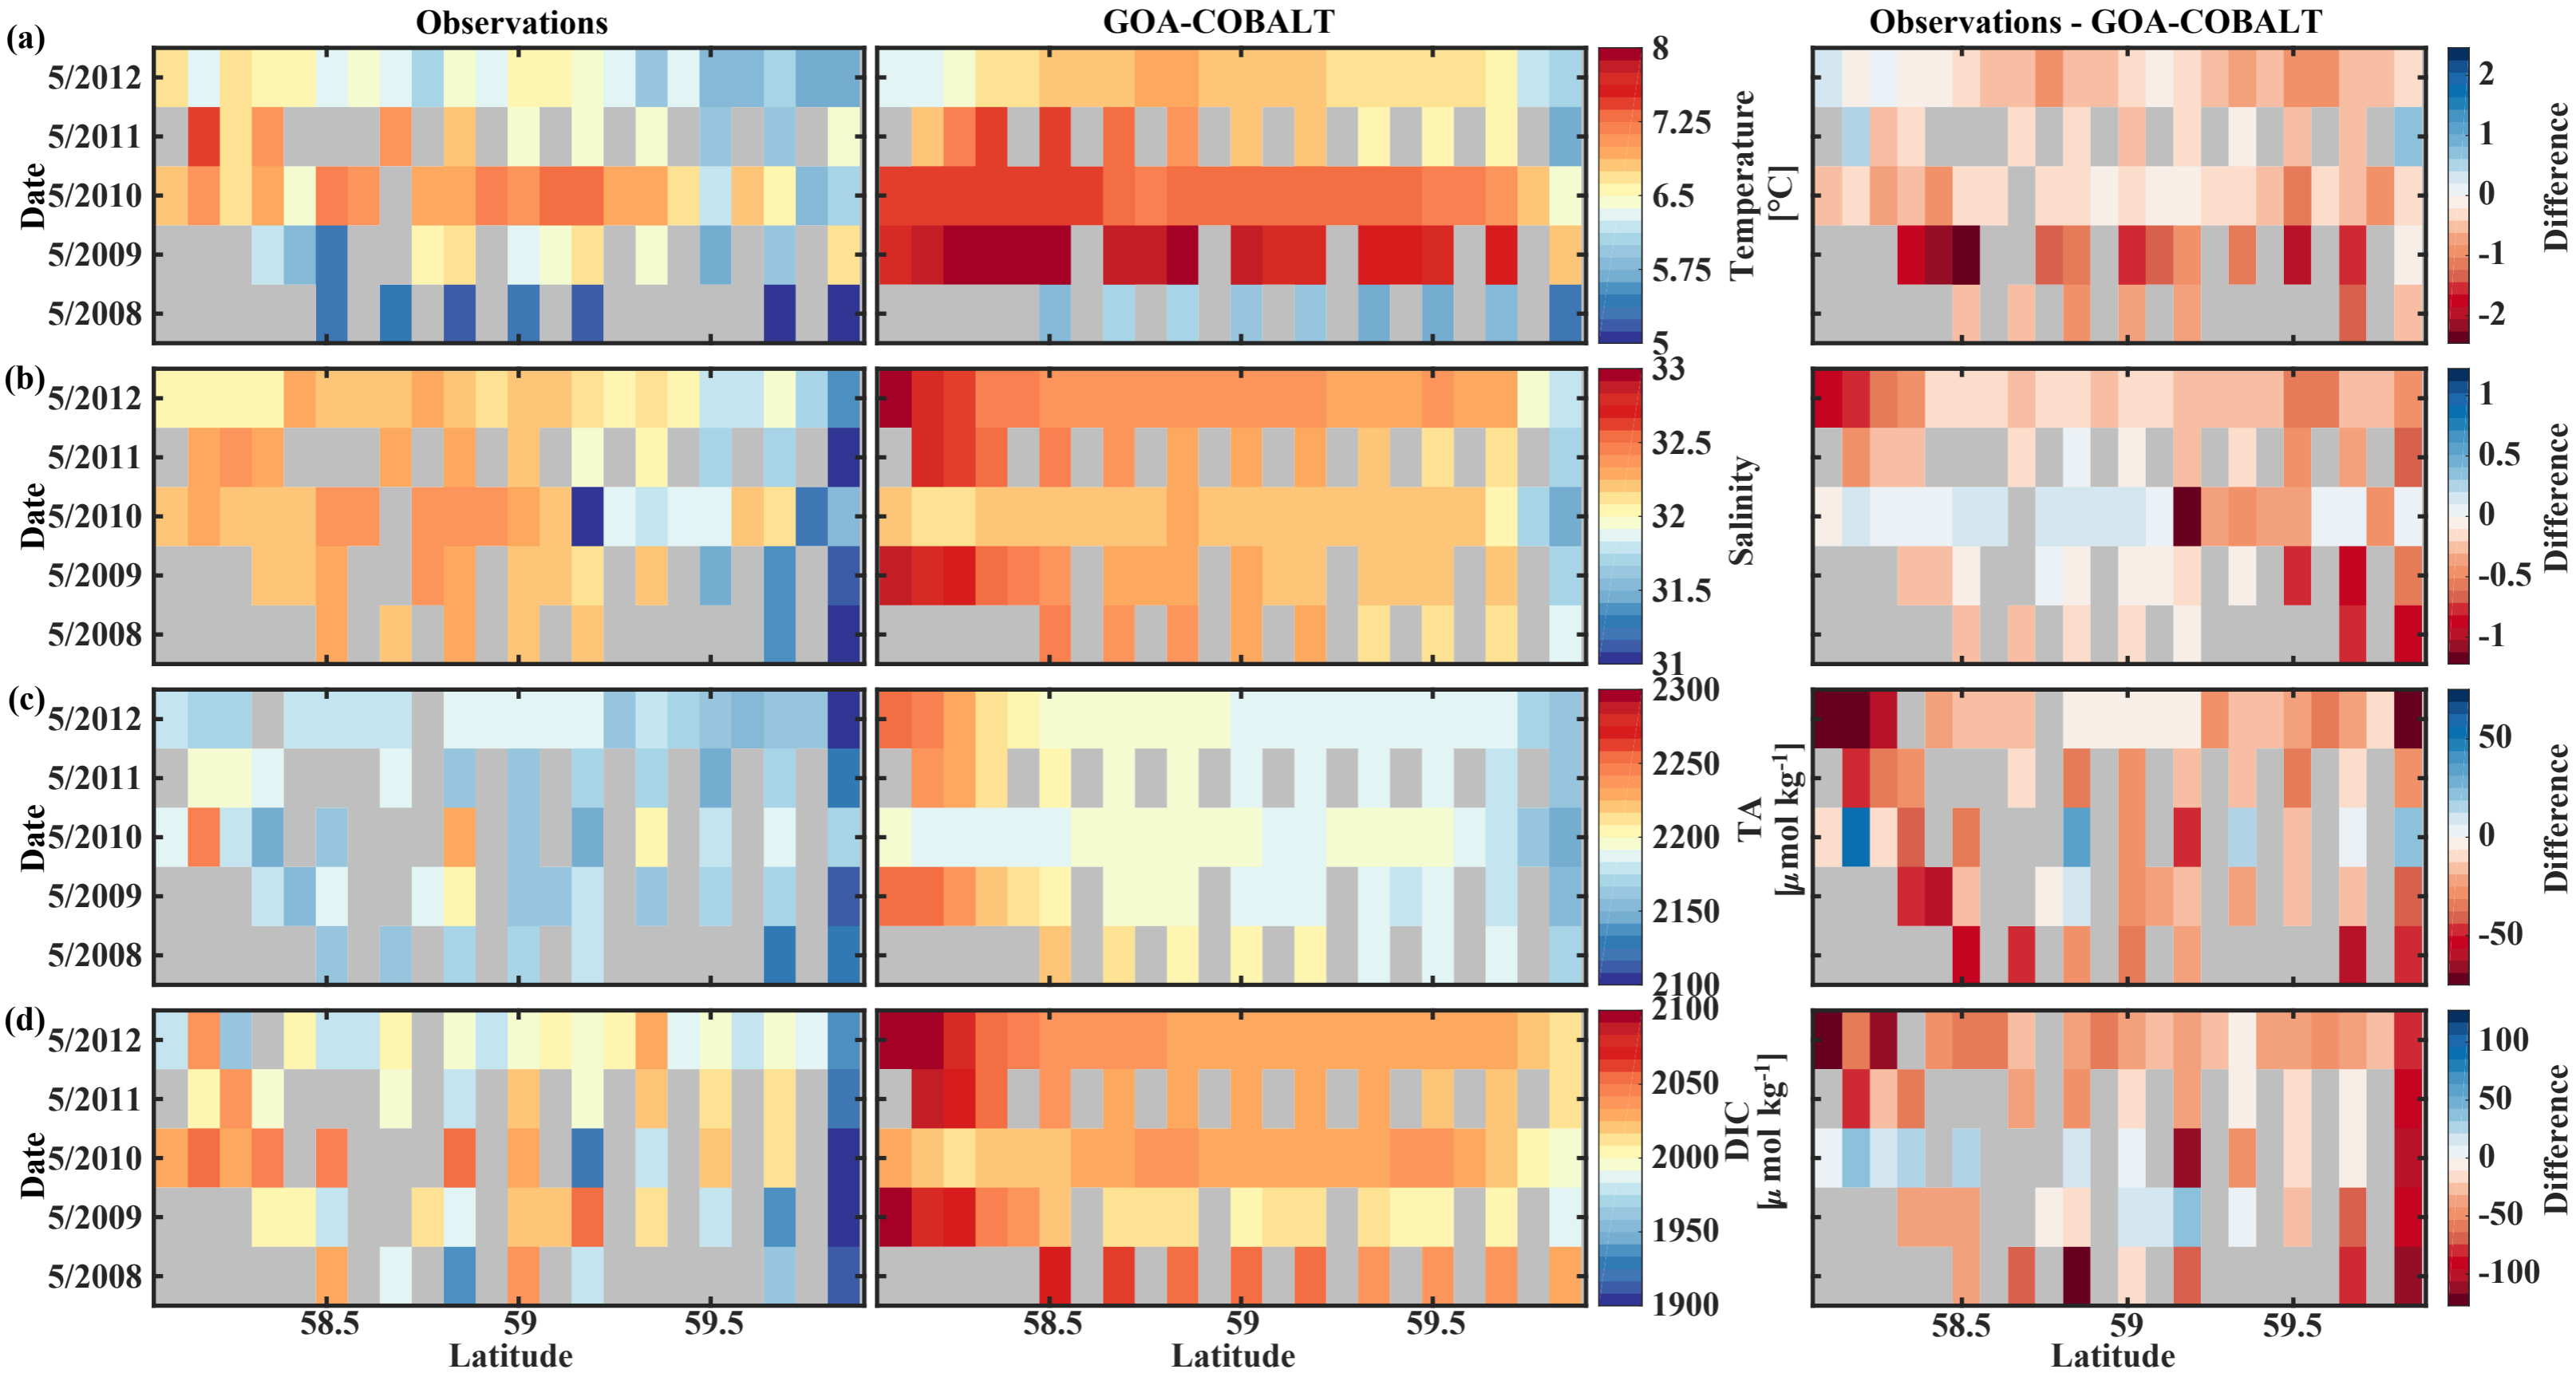 Observations GOA-COBALT Observations - GOA-COBALT
(a)
5/2012
5/2011
5/2010
5/2009
5/2008
Date
8
7.25
6.5
5.75
5
Temperature
[°C]
2
1
0
-1
-2
Difference
(b)
5/2012
5/2011
5/2010
5/2009
5/2008
Date
33
32.5
32
31.5
31
Salinity
1
0.5
0
-0.5
-1
Difference
(c)
5/2012
5/2011
5/2010
5/2009
5/2008
Date
2300
2250
2200
2150
2100
TA
[μmol kg-1]
50
0
-50
Difference
(d)
5/2012
5/2011
5/2010
5/2009
5/2008
Date
2100
2050
2000
1950
1900
DIC
[μ mol kg-1]
100
50
0
-50
-100
Difference
58.5 59 59.5 58.5 59 59.5 58.5 59 59.5
Latitude Latitude Latitude